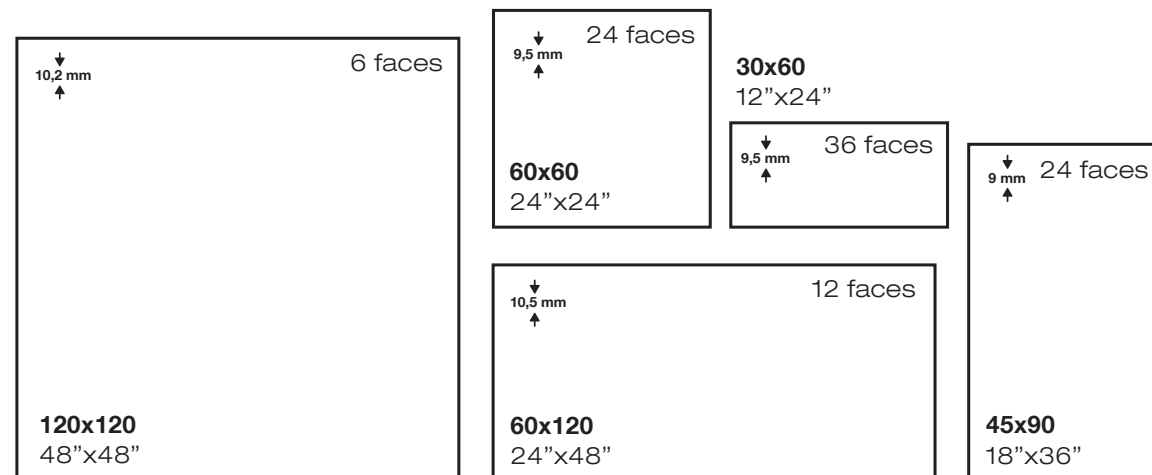 6 faces
10,2 mm
120x120
48”x48”
24 faces
9,5 mm
60x60
24”x24”
30x60
12”x24”
36 faces
9,5 mm
12 faces
10,5 mm
60x120
24”x48”
24 faces
9 mm
45x90
18”x36”